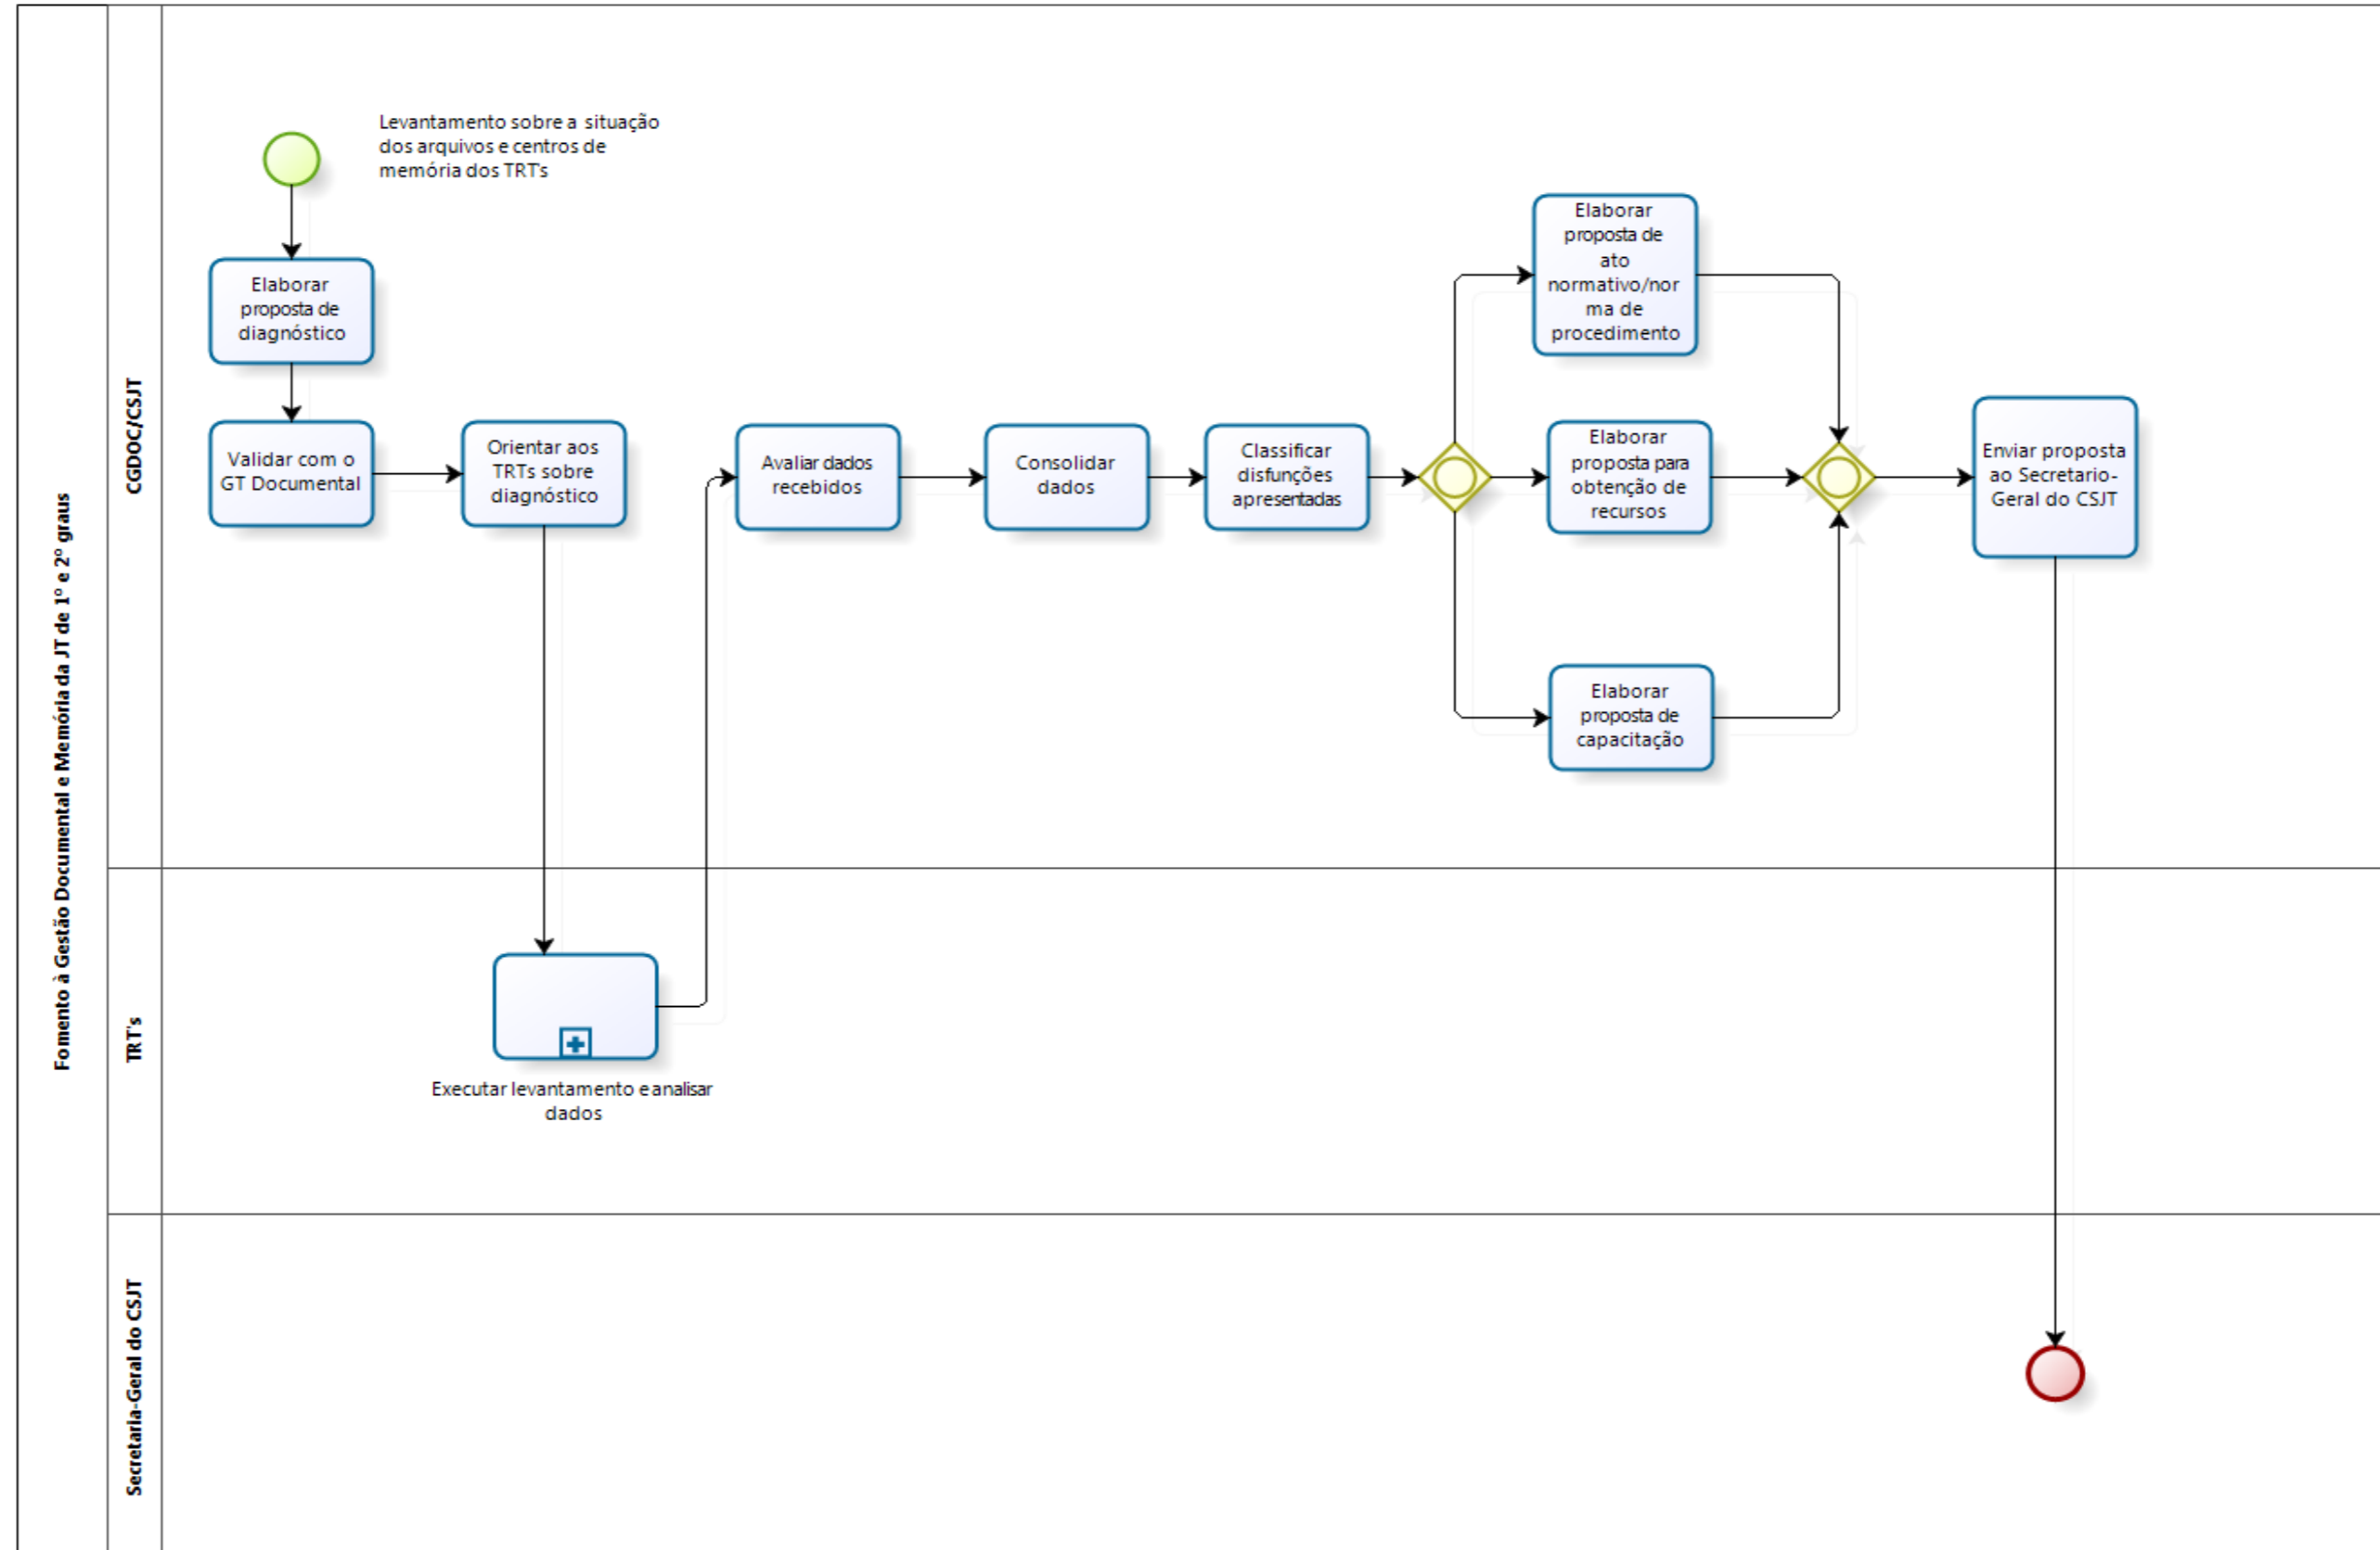 Fomento à Gestão Documental e Memória da JT de 1º e 2º graus
CGDOC/CSJT
Levantamento sobre a situação
dos arquivos e centros de
memória dos TRT's
Elaborar
proposta de
diagnóstico
Validar com o
GT Documental
Orientar aos
TRTs sobre
diagnóstico
Avaliar dados
recebidos
Consolidar
dados
Classificar
disfunções
apresentadas
Elaborar
proposta de
ato
normativo/nor
ma de
procedimento
Elaborar
proposta para
obtenção de
recursos
Elaborar
proposta de
capacitação
Enviar proposta
ao Secretario-
Geral do CSJT
TRT's
Executar levantamento e analisar
dados
Secretaria-Geral do CSJT